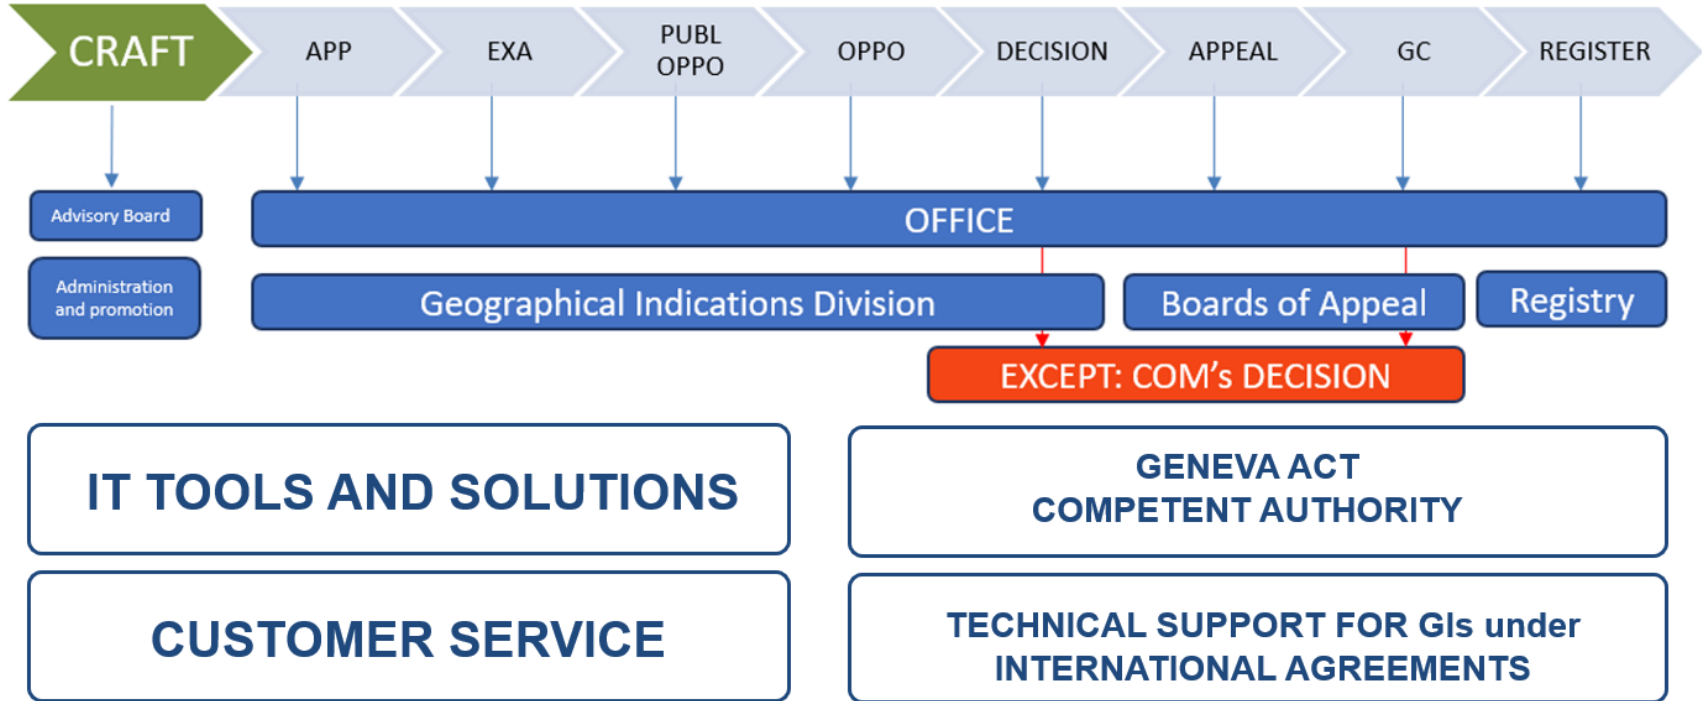 CRAFT
APP
EXA
PUBL
OPPO
OPPO
DECISION
APPEAL
GC
REGISTER
Advisory Board
OFFICE
Administration
and promotion
Geographical Indications Division
Boards of Appeal
Registry
EXCEPT: COM's DECISION
IT TOOLS AND SOLUTIONS
GENEVA ACT
COMPETENT AUTHORITY
CUSTOMER SERVICE
TECHNICAL SUPPORT FOR GIs under
INTERNATIONAL AGREEMENTS